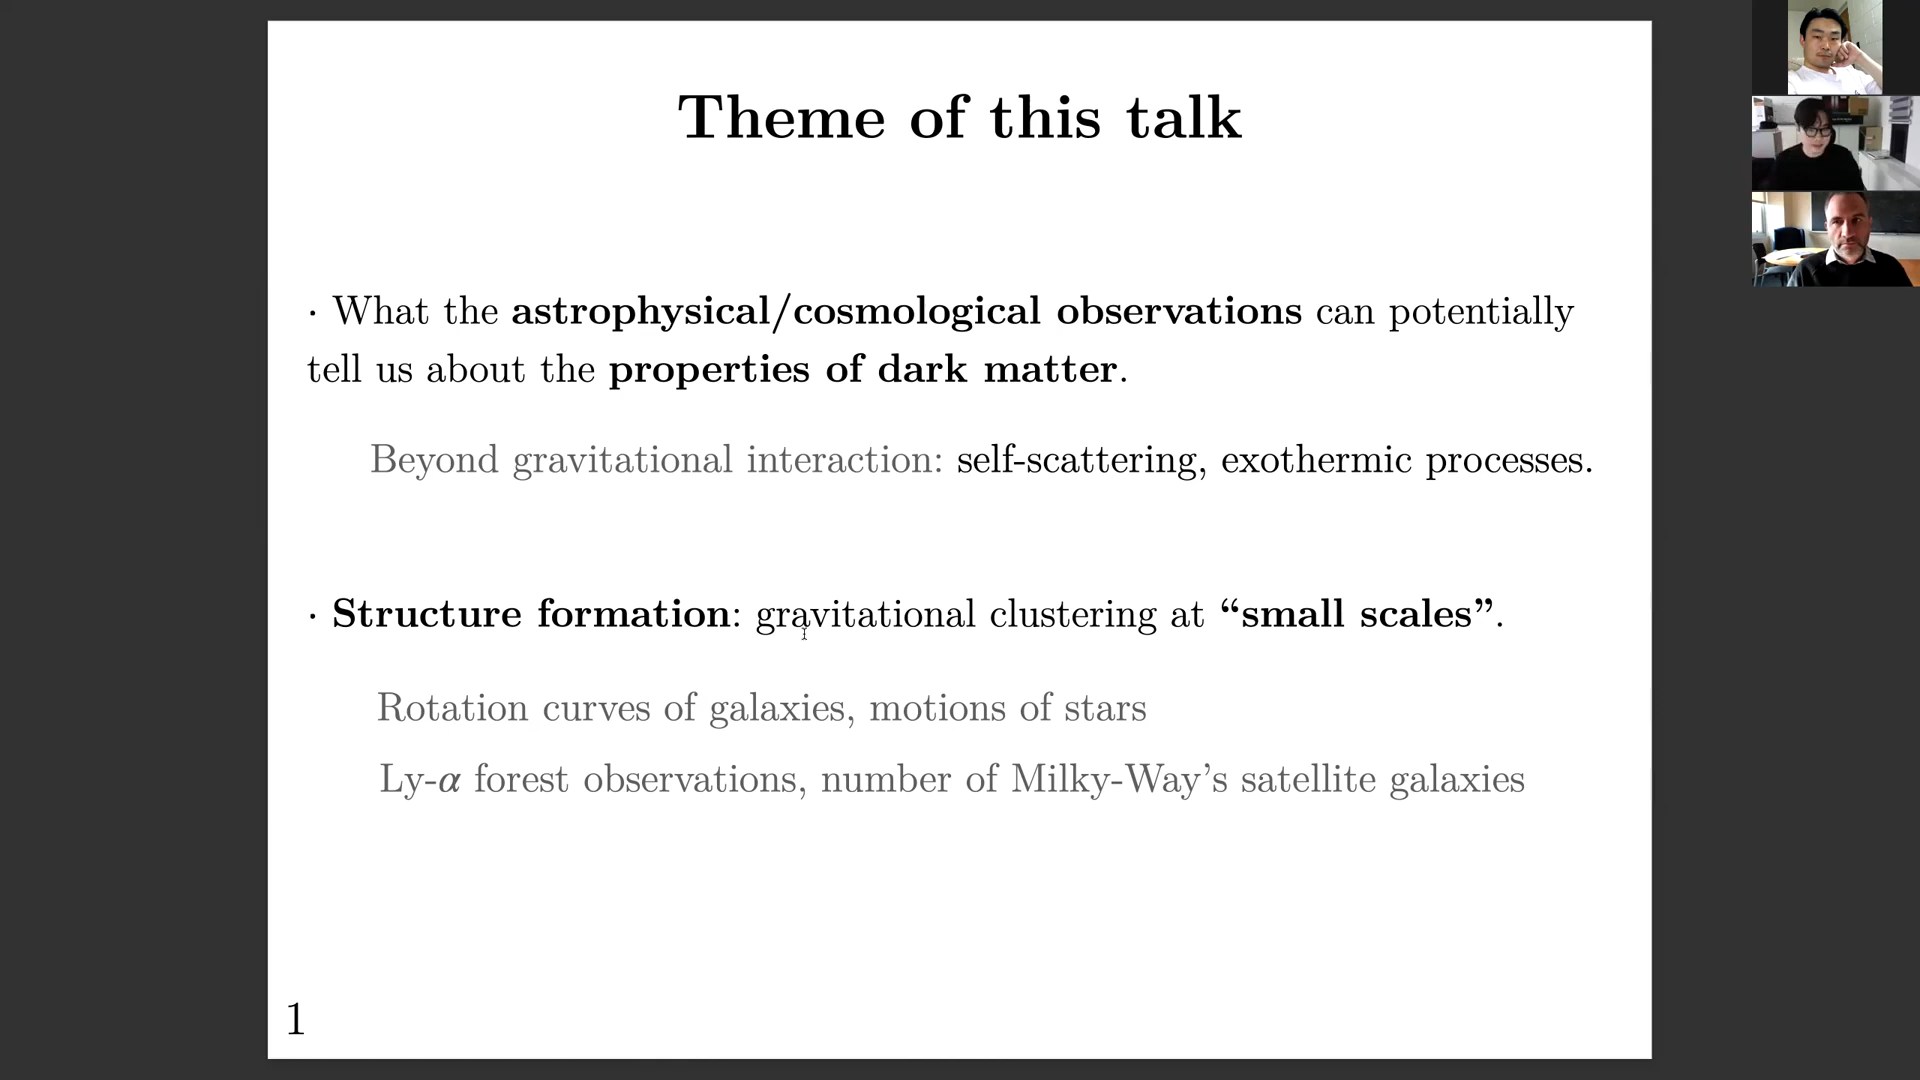 Theme of this talk
· What the astrophysical/cosmological observations can potentially
tell us about the properties of dark matter.
Beyond gravitational interaction: self-scattering, exothermic processes.
· Structure formation: gravitational clustering at “small scales”.
Rotation curves of galaxies, motions of stars
Ly-α forest observations, number of Milky-Way’s satellite galaxies
1